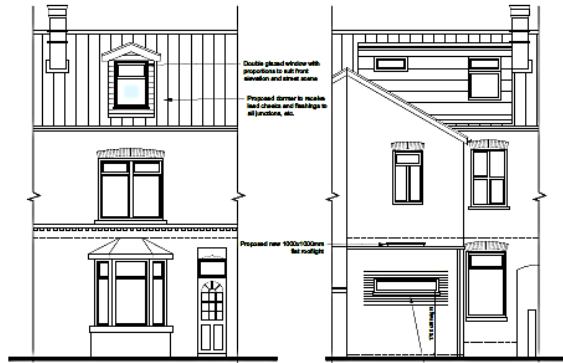 Double glazed window with
proportions to suit front
elevation and street scene
Proposed dormer to receive
lead cheeks and flashings to
all junctions, etc.
Proposed new 1000x1000mm
flat rooflight